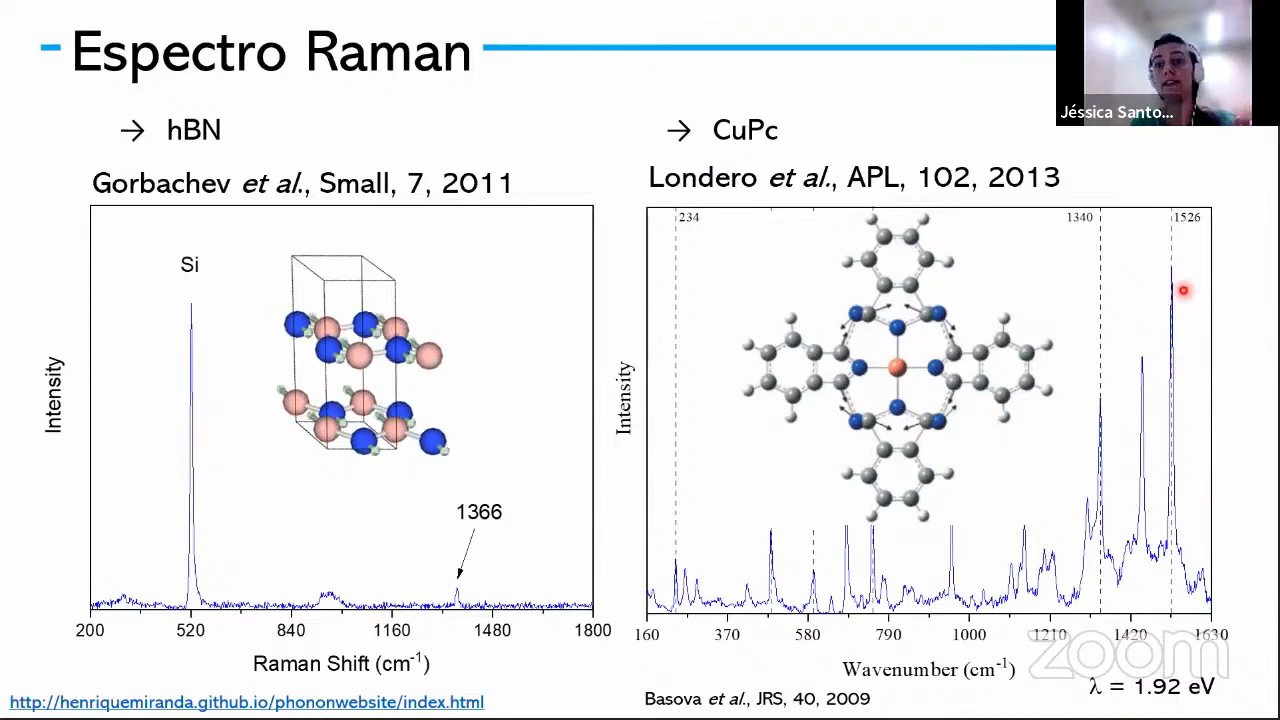 Espectro Raman
Jéssica Santo...
→ hBN
Gorbachev et al., Small, 7, 2011
Si
1366
Intensity
200 520 840 1160 1480 1800
Raman Shift (cm⁻¹)
http://henriquemiranda.github.io/phononwebsite/index.html
→ CuPc
Londero et al., APL, 102, 2013
234 1340 1526
Intensity
160 370 580 790 1000 1210 1420 1630
Wavenumber (cm⁻¹)
zoom
λ = 1.92 eV
Basova et al., JRS, 40, 2009